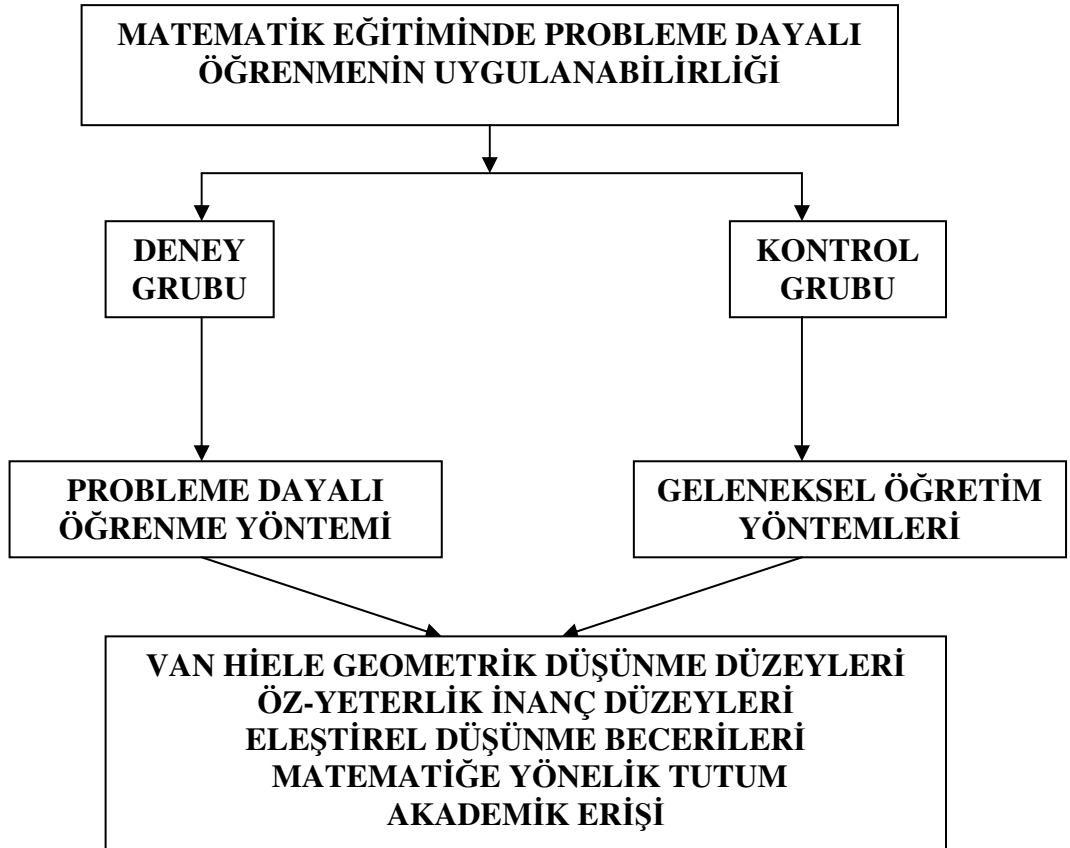 MATEMATİK EĞİTİMİNDE PROBLEME DAYALI
ÖĞRENMENİN UYGULANABİLİRLİĞİ
DENEY
GRUBU
KONTROL
GRUBU
PROBLEME DAYALI
ÖĞRENME YÖNTEMİ
GELENEKSEL ÖĞRETİM
YÖNTEMLERİ
VAN HİELE GEOMETRİK DÜŞÜNME DÜZEYLERİ
ÖZ-YETERLİK İNANÇ DÜZEYLERİ
ELEŞTİREL DÜŞÜNME BECERİLERİ
MATEMATİĞE YÖNELİK TUTUM
AKADEMİK ERİŞİ